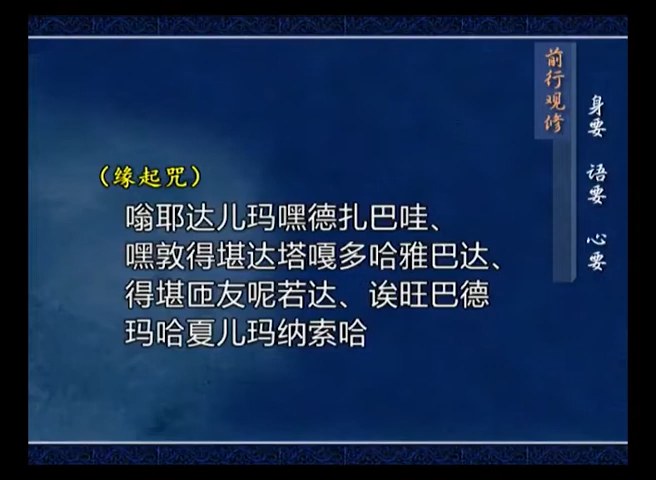 前行观修
身要 语要 心要
（缘起咒）
嗡耶达儿玛嘿德扎巴哇、
嘿敦得堪达塔嘎多哈雅巴达、
得堪匝友呢若达、诶旺巴德
玛哈夏儿玛纳索哈